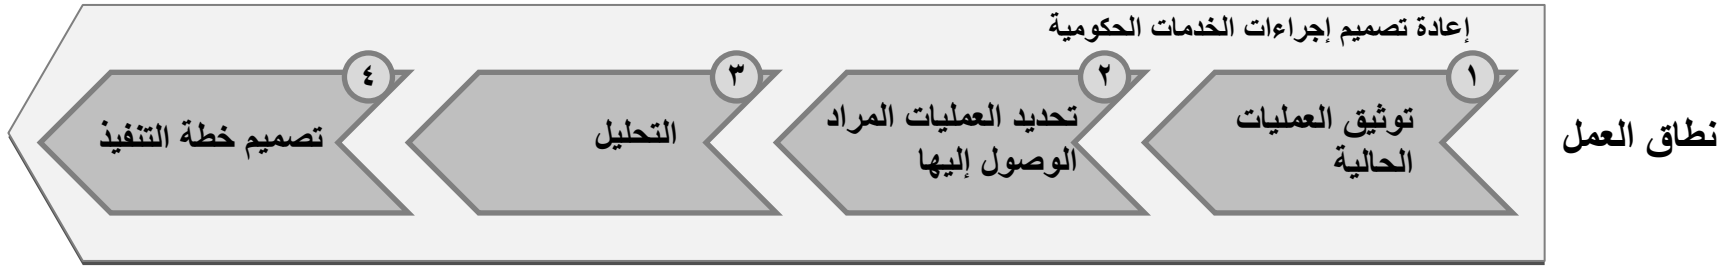 نطاق العمل
إعادة تصميم إجراءات الخدمات الحكومية
١
توثيق العمليات
الحالية
٢
تحديد العمليات المراد
الوصول إليها
٣
التحليل
٤
تصميم خطة التنفيذ